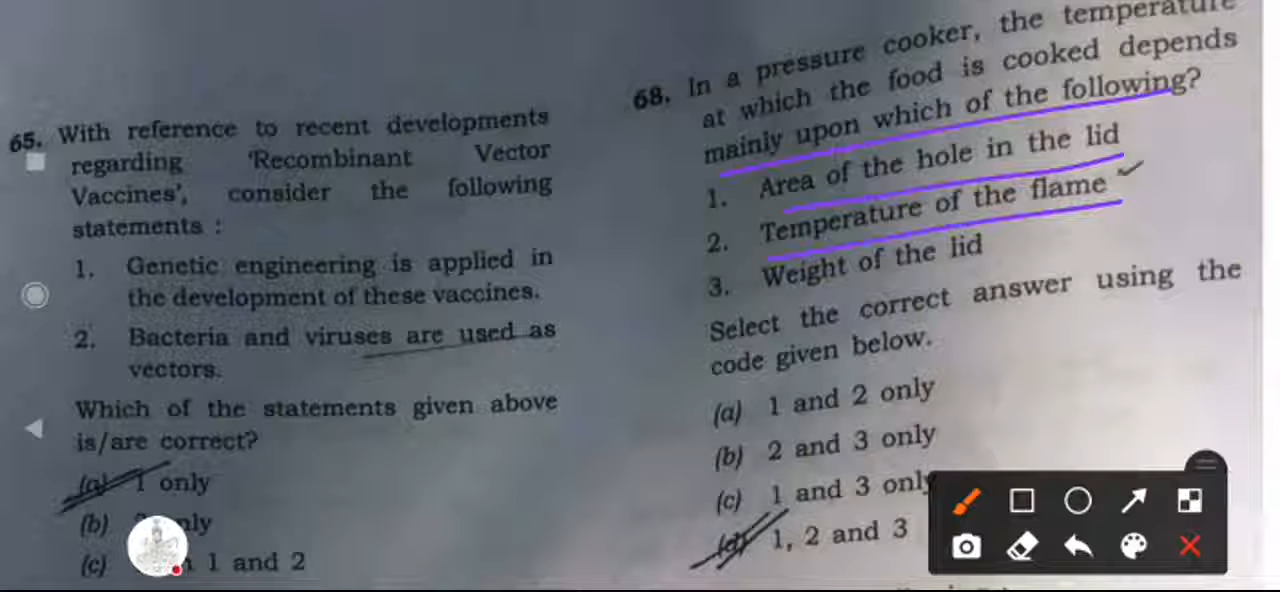 65. With reference to recent developments
regarding 'Recombinant Vector
Vaccines', consider the following
statements :
1. Genetic engineering is applied in
the development of these vaccines.
2. Bacteria and viruses are used as
vectors.
Which of the statements given above
is/are correct?
(a) 1 only
(b) only
(c) 1 and 2
68. In a pressure cooker, the temperature
at which the food is cooked depends
mainly upon which of the following?
1. Area of the hole in the lid
2. Temperature of the flame
3. Weight of the lid
Select the correct answer using the
code given below.
(a) 1 and 2 only
(b) 2 and 3 only
(c) 1 and 3 only
(d) 1, 2 and 3